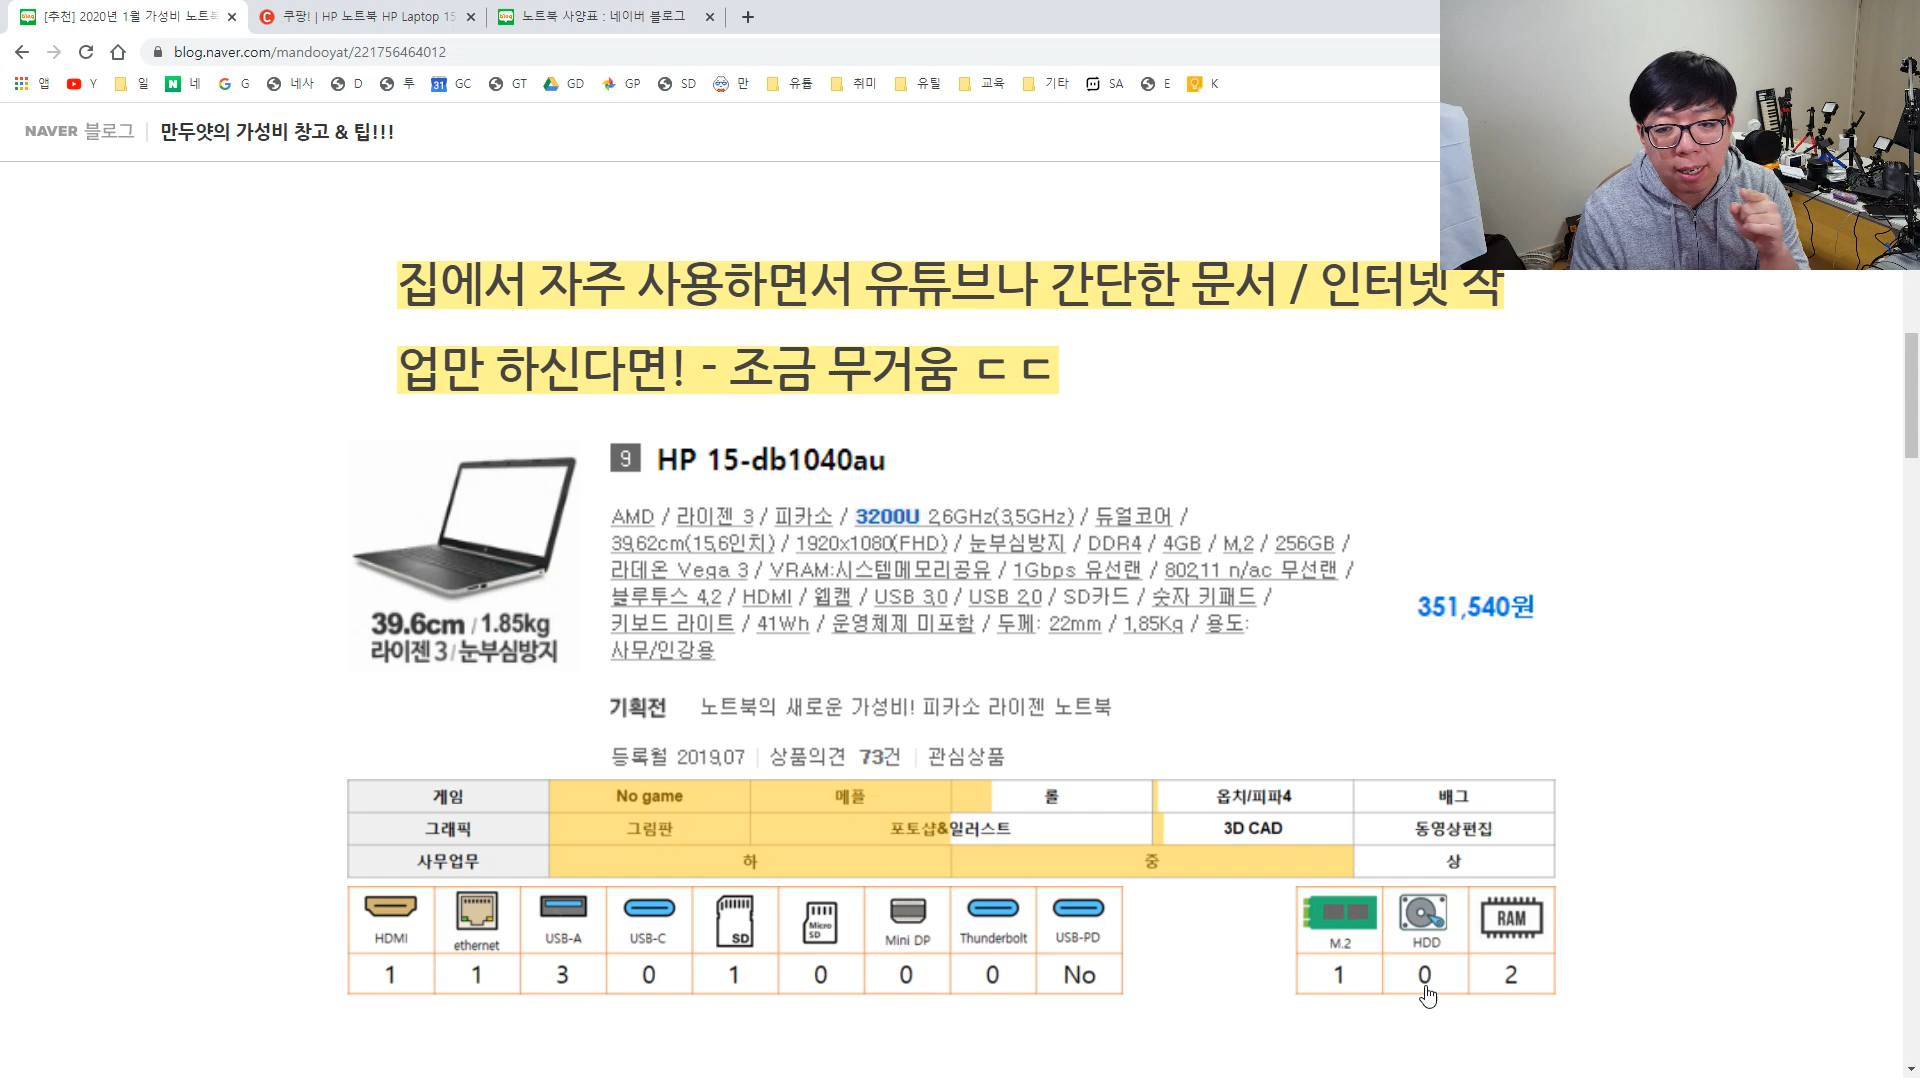 [추천] 2020년 1월 가성비 노트북
쿠팡! | HP 노트북 HP Laptop 15
노트북 사양표 : 네이버 블로그
blog.naver.com/mandooyat/221756464012
앱 Y 일 네 G 네사 D 투 GC GT GD GP SD 만 유튭 취미 유틸 교육 기타 SA E K
NAVER 블로그 만두얏의 가성비 창고 & 팁!!!
집에서 자주 사용하면서 유튜브나 간단한 문서 / 인터넷 작
업만 하신다면! - 조금 무거움 ㄷㄷ
9 HP 15-db1040au
AMD / 라이젠 3 / 피카소 / 3200U 2.6GHz(3.5GHz) / 듀얼코어 /
39.62cm(15.6인치) / 1920x1080(FHD) / 눈부심방지 / DDR4 / 4GB / M.2 / 256GB /
라데온 Vega 3 / VRAM:시스템메모리공유 / 1Gbps 유선랜 / 802.11 n/ac 무선랜 /
블루투스 4.2 / HDMI / 웹캠 / USB 3.0 / USB 2.0 / SD카드 / 숫자 키패드 /
키보드 라이트 / 41Wh / 운영체제 미포함 / 두께: 22mm / 1.85Kg / 용도:
사무/인강용
351,540원
39.6cm / 1.85kg
라이젠 3 / 눈부심방지
기획전 노트북의 새로운 가성비! 피카소 라이젠 노트북
등록월 2019.07 | 상품의견 73건 | 관심상품
게임 No game 메플 롤 옵치/피파4 배그
그래픽 그림판 포토샵&일러스트 3D CAD 동영상편집
사무업무 하 중 상
HDMI ethernet USB-A USB-C SD Micro SD Mini DP Thunderbolt USB-PD
1 1 3 0 1 0 0 0 No
M.2 HDD RAM
1 0 2